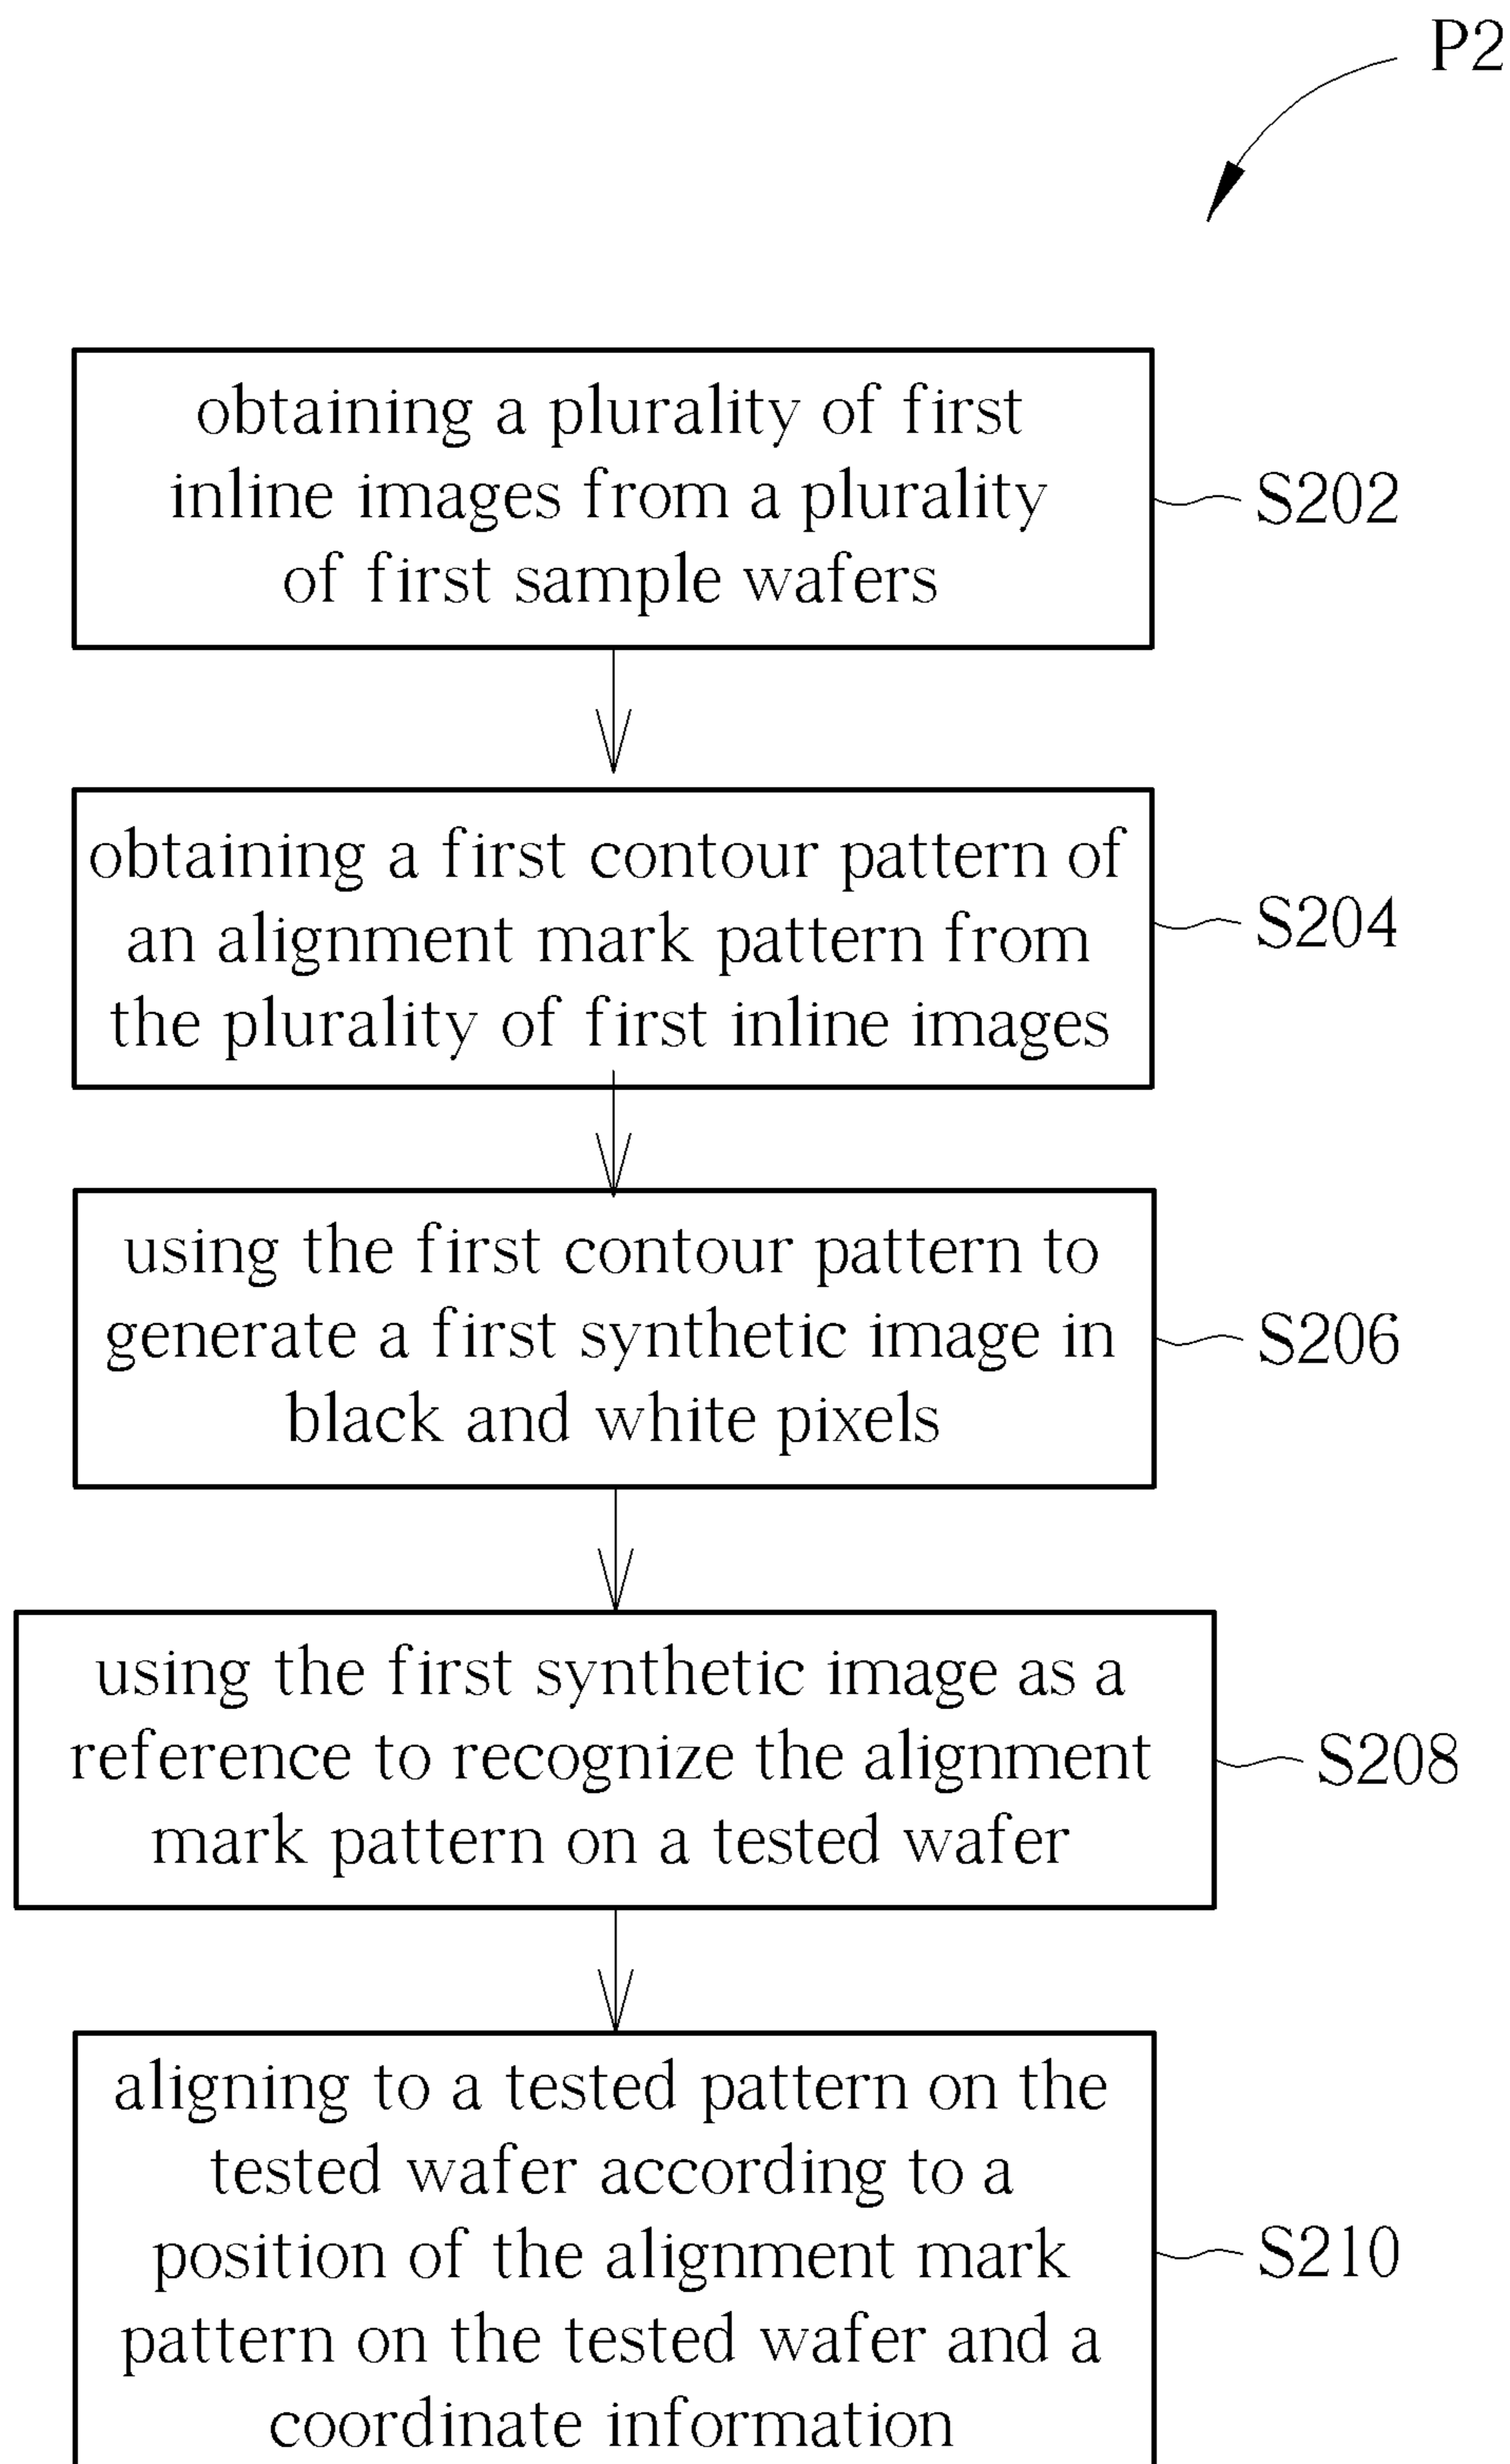 P2
obtaining a plurality of first
inline images from a plurality
of first sample wafers
S202
obtaining a first contour pattern of
an alignment mark pattern from
the plurality of first inline images
S204
using the first contour pattern to
generate a first synthetic image in
black and white pixels
S206
using the first synthetic image as a
reference to recognize the alignment
mark pattern on a tested wafer
S208
aligning to a tested pattern on the
tested wafer according to a
position of the alignment mark
pattern on the tested wafer and a
coordinate information
S210